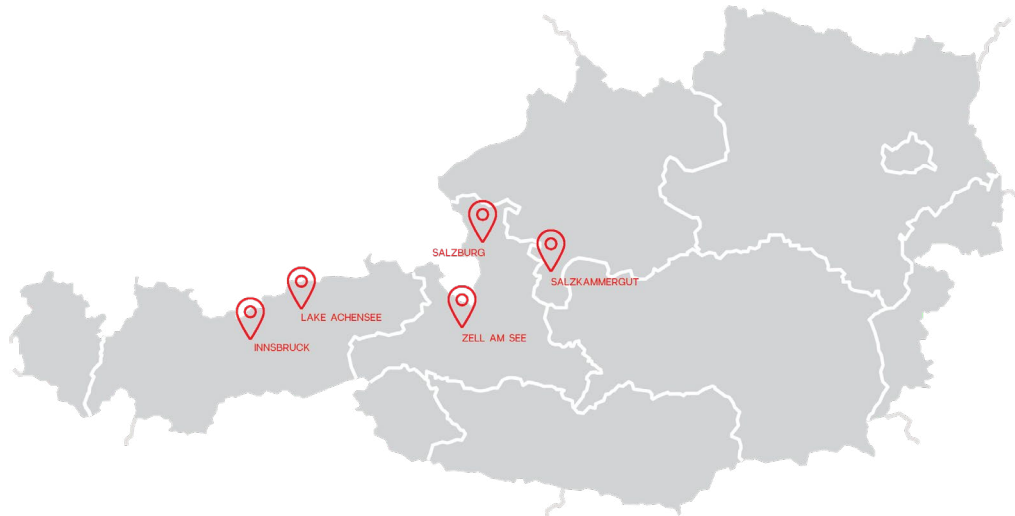 SALZBURG
SALZKAMMERGUT
LAKE ACHENSEE
ZELL AM SEE
INNSBRUCK